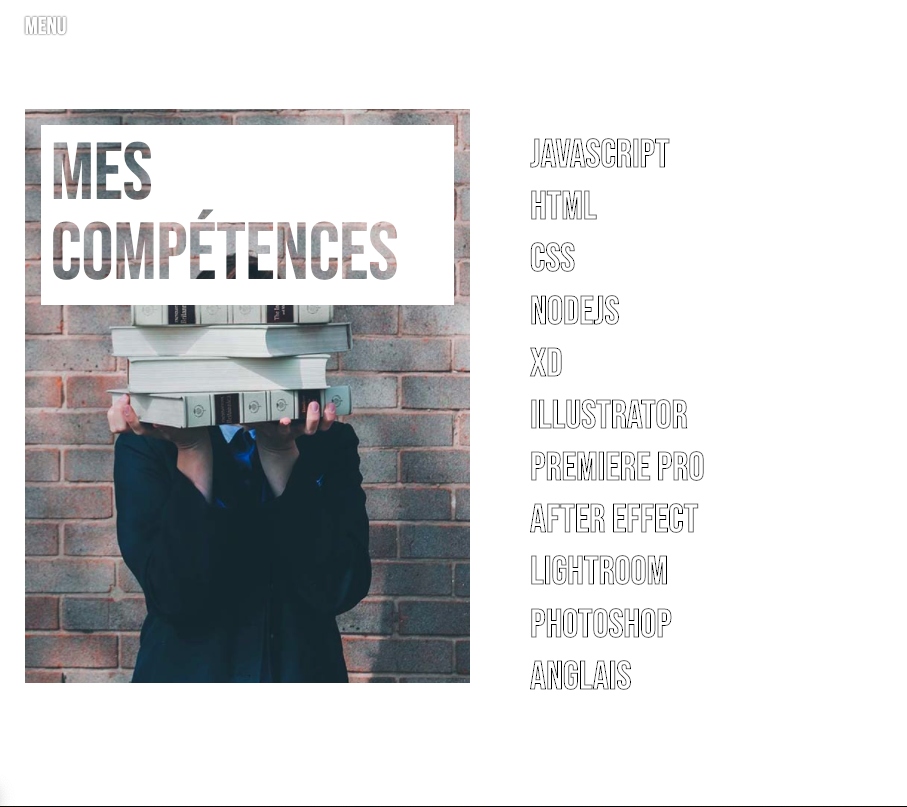 MENU
MES
COMPÉTENCES
JAVASCRIPT
HTML
CSS
NODEJS
XD
ILLUSTRATOR
PREMIERE PRO
AFTER EFFECT
LIGHTROOM
PHOTOSHOP
ANGLAIS